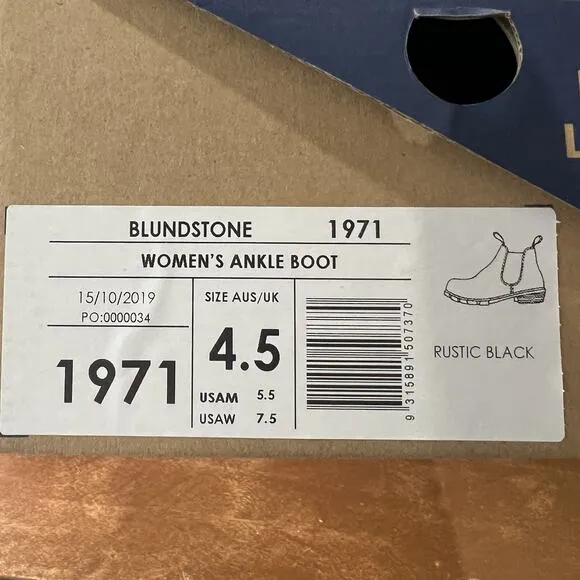 BLUNDSTONE 1971
WOMEN'S ANKLE BOOT
15/10/2019
PO:0000034
1971
SIZE AUS/UK
4.5
USAM 5.5
USAW 7.5
9 315891 507370
RUSTIC BLACK